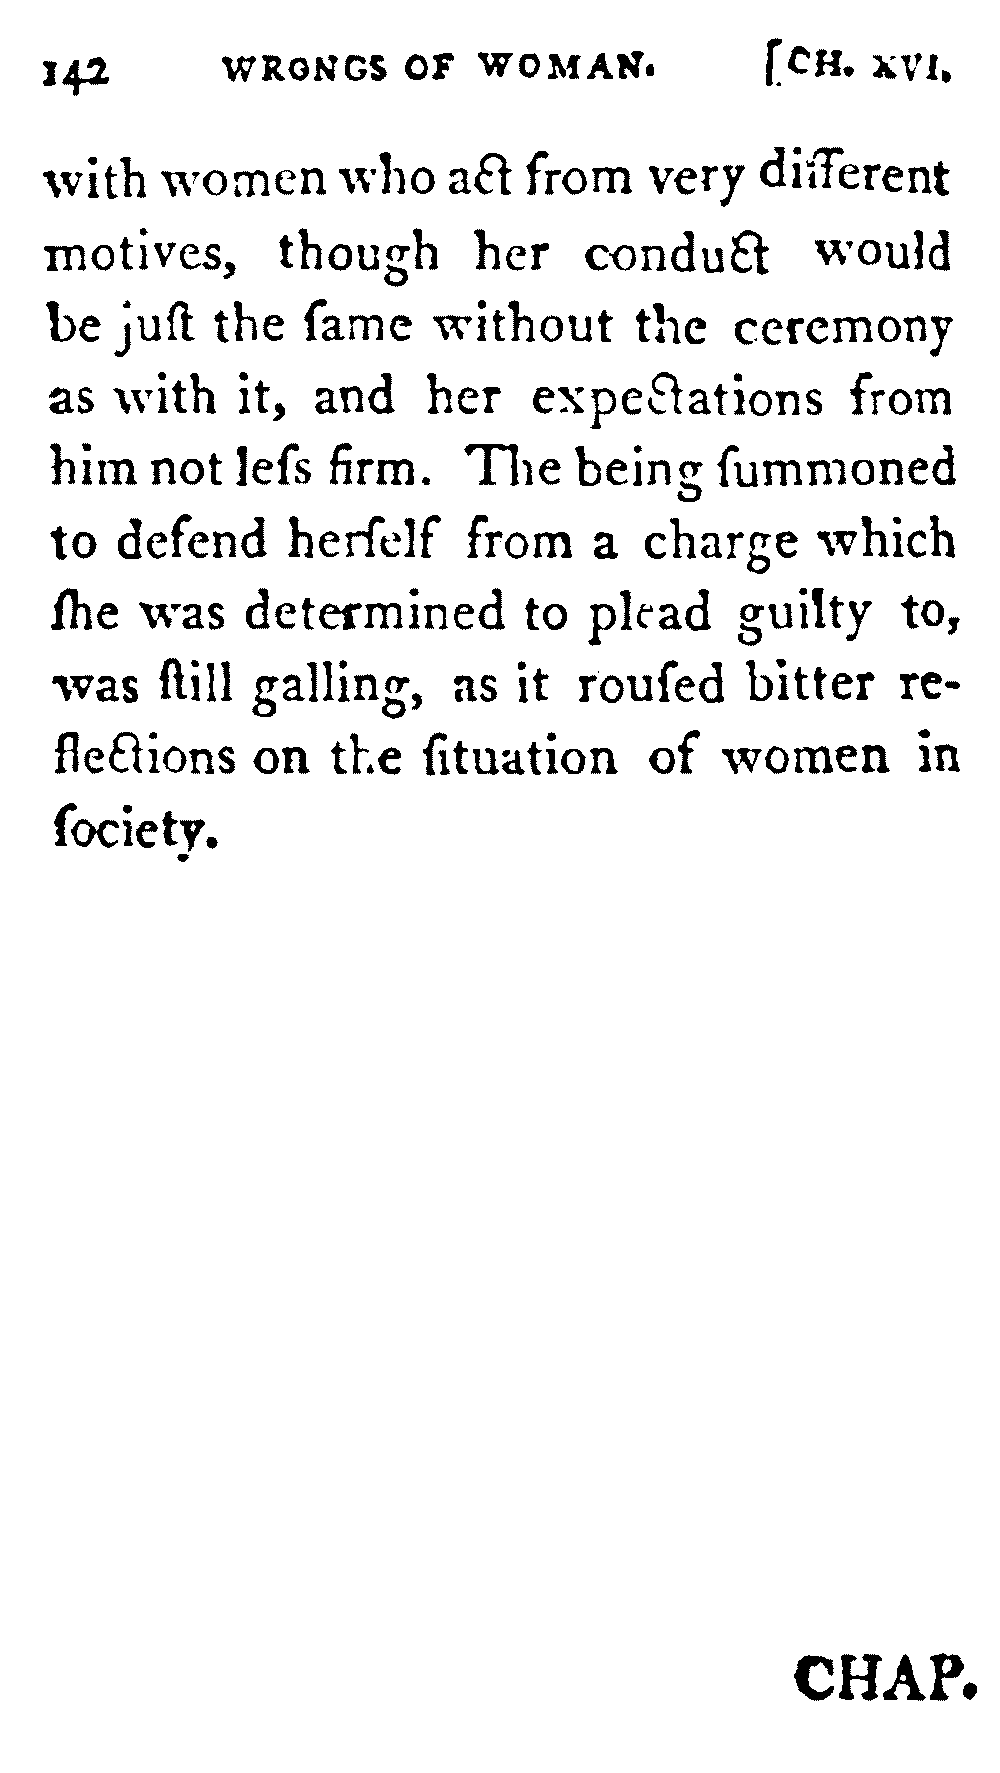 142 WRONGS OF WOMAN. [CH. XVI.
with women who act from very different
motives, though her conduct would
be juſt the ſame without the ceremony
as with it, and her expectations from
him not leſs firm. The being ſummoned
to defend herſelf from a charge which
ſhe was determined to plead guilty to,
was ſtill galling, as it rouſed bitter re-
flections on the ſituation of women in
ſociety.
CHAP.